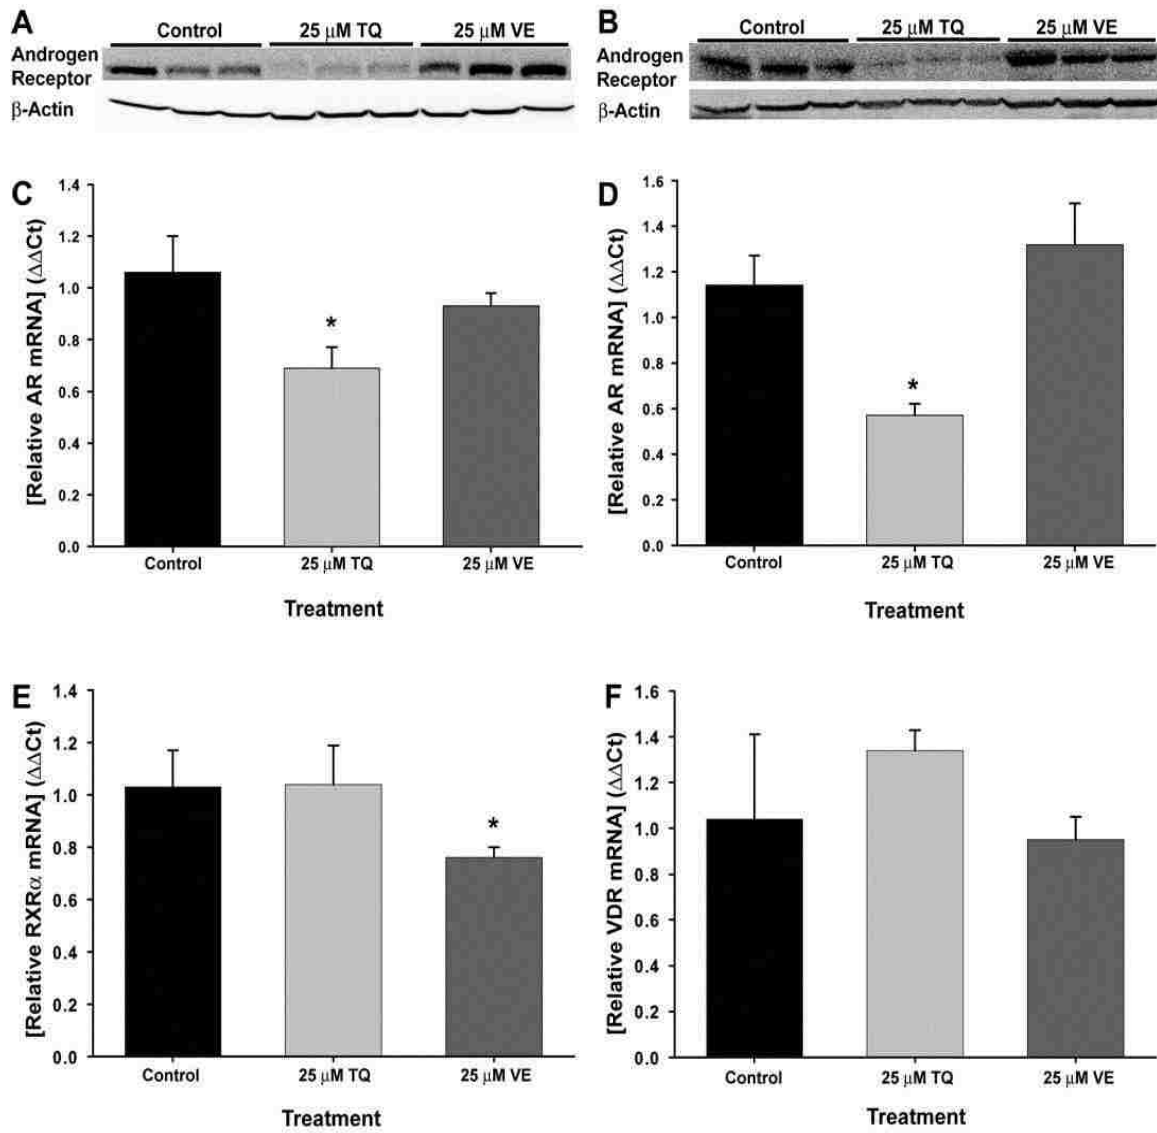 A
Control
25 μM TQ
25 μM VE
Androgen
Receptor
β-Actin
B
Control
25 μM TQ
25 μM VE
Androgen
Receptor
β-Actin
C
[Relative AR mRNA] (ΔΔCt)
1.4
1.2
1.0
0.8
0.6
0.4
0.2
0.0
*
Control
25 μM TQ
25 μM VE
Treatment
D
[Relative AR mRNA] (ΔΔCt)
1.6
1.4
1.2
1.0
0.8
0.6
0.4
0.2
0.0
*
Control
25 μM TQ
25 μM VE
Treatment
E
[Relative RXRα mRNA] (ΔΔCt)
1.4
1.2
1.0
0.8
0.6
0.4
0.2
0.0
*
Control
25 μM TQ
25 μM VE
Treatment
F
[Relative VDR mRNA] (ΔΔCt)
1.6
1.4
1.2
1.0
0.8
0.6
0.4
0.2
0.0
Control
25 μM TQ
25 μM VE
Treatment